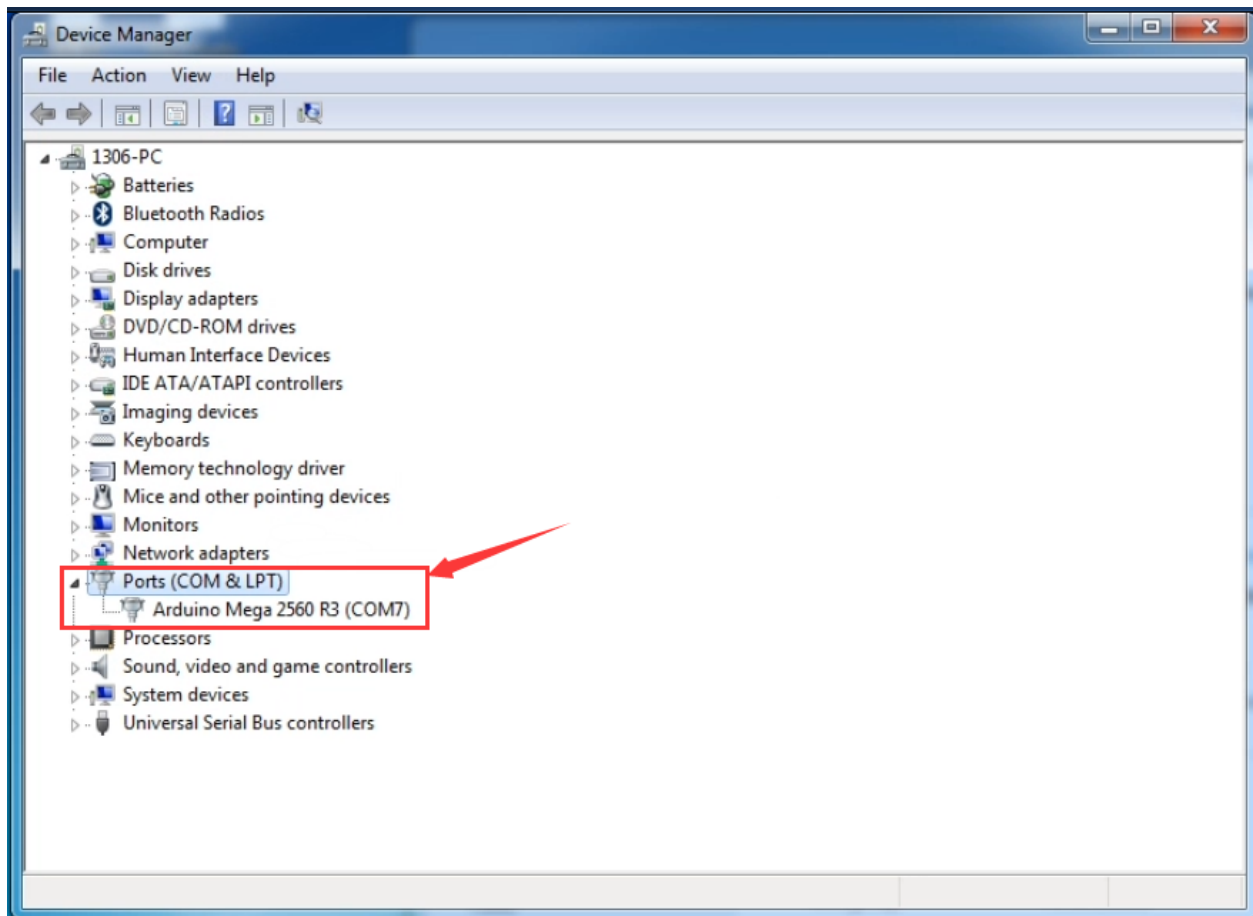 Device Manager
File Action View Help
1306-PC
Batteries
Bluetooth Radios
Computer
Disk drives
Display adapters
DVD/CD-ROM drives
Human Interface Devices
IDE ATA/ATAPI controllers
Imaging devices
Keyboards
Memory technology driver
Mice and other pointing devices
Monitors
Network adapters
Ports (COM & LPT)
Arduino Mega 2560 R3 (COM7)
Processors
Sound, video and game controllers
System devices
Universal Serial Bus controllers